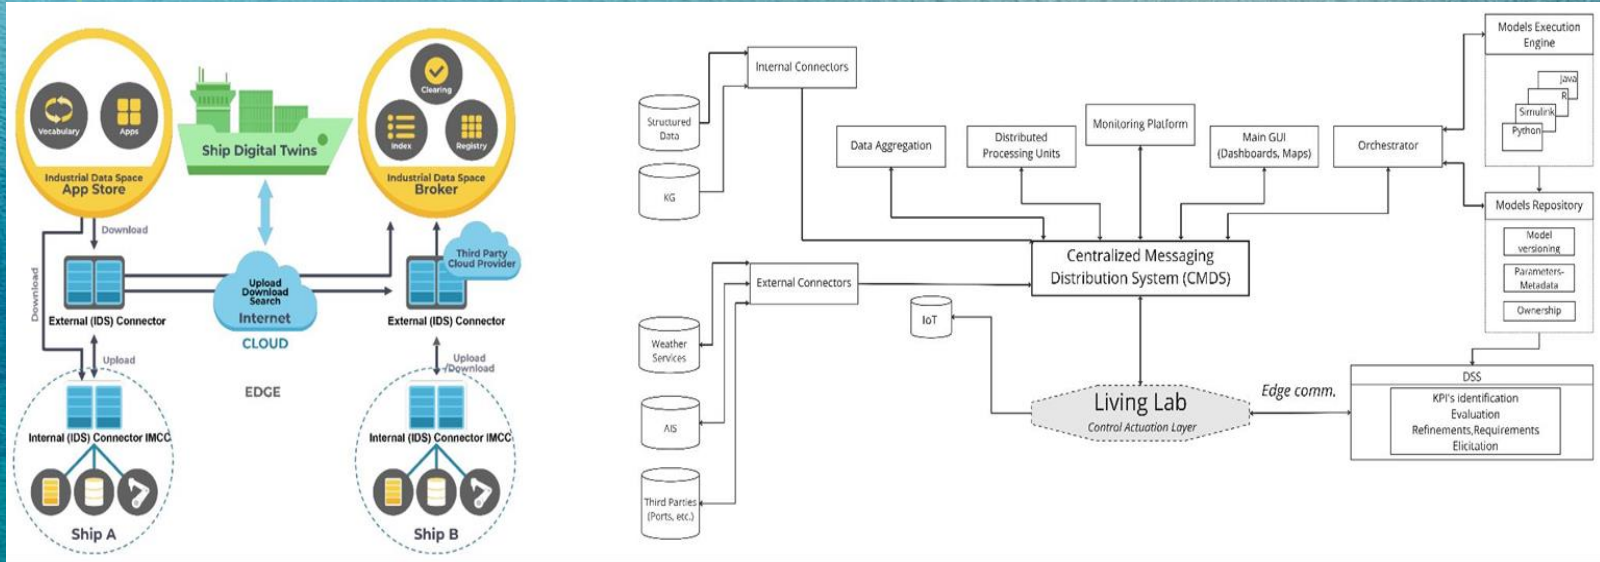 Vocabulary
Apps
Industrial Data Space
App Store
Ship Digital Twins
Clearing
Index
Registry
Industrial Data Space
Broker
Download
Download
External (IDS) Connector
Upload
Download
Search
Internet
CLOUD
Third Party
Cloud Provider
External (IDS) Connector
Upload
Upload
/Download
EDGE
Internal (IDS) Connector IMCC
Ship A
Internal (IDS) Connector IMCC
Ship B
Internal Connectors
Structured
Data
KG
Data Aggregation
Distributed
Processing Units
Monitoring Platform
Main GUI
(Dashboards, Maps)
Orchestrator
Models Execution
Engine
Java
R
Simulink
Python
Models Repository
Model
versioning
Parameters-
Metadata
Ownership
Centralized Messaging
Distribution System (CMDS)
External Connectors
IoT
Weather
Services
AIS
Third Parties
(Ports, etc.)
Living Lab
Control Actuation Layer
Edge comm.
DSS
KPI's identification
Evaluation
Refinements,Requirements
Elicitation